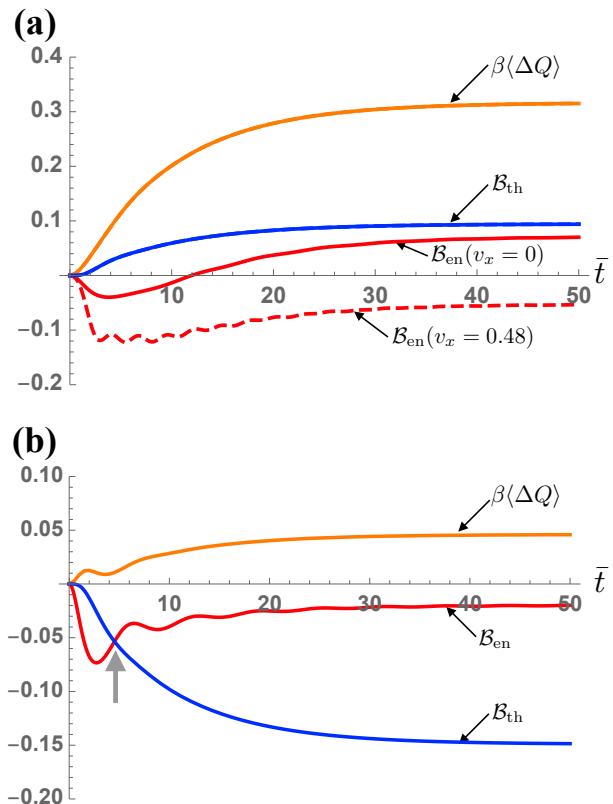 (a)
0.4
β⟨ΔQ⟩
0.3
0.2
ℬth
0.1
ℬen(vx = 0)
t̄
10 20 30 40 50
-0.1
ℬen(vx = 0.48)
-0.2
(b)
0.10
β⟨ΔQ⟩
0.05
t̄
10 20 30 40 50
ℬen
-0.05
-0.10
ℬth
-0.15
-0.20